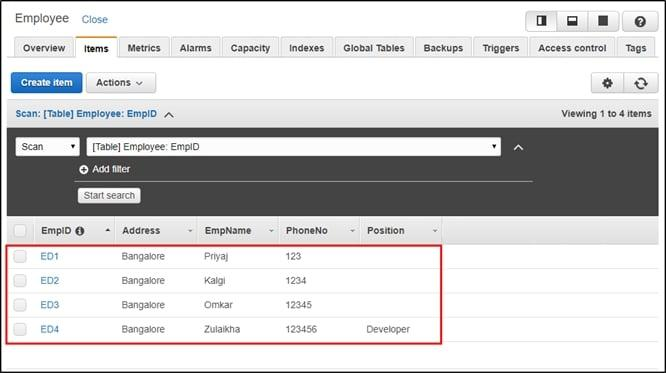 Employee Close
Overview Items Metrics Alarms Capacity Indexes Global Tables Backups Triggers Access control Tags
Create item Actions
Scan: [Table] Employee: EmpID Viewing 1 to 4 items
Scan [Table] Employee: EmpID
Add filter
Start search
EmpID Address EmpName PhoneNo Position
ED1 Bangalore Priyaj 123
ED2 Bangalore Kalgi 1234
ED3 Bangalore Omkar 12345
ED4 Bangalore Zulaikha 123456 Developer